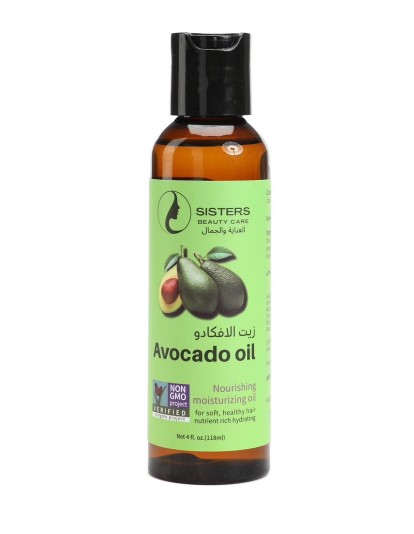 SISTERS
BEAUTY CARE
العناية والجمال
زيت الافكادو
Avocado oil
NON
GMO
project
VERIFIED
Nourishing
moisturizing oil
for soft, healthy hair
nutrient rich hydrating
Net 4 fl. oz.(118ml)